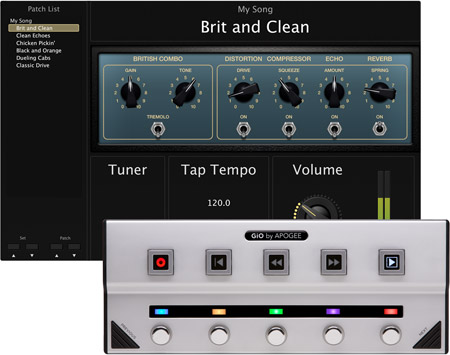 Patch List
My Song
Brit and Clean
Clean Echoes
Chicken Pickin'
Black and Orange
Dueling Cabs
Classic Drive
Set
Patch
My Song
Brit and Clean
BRITISH COMBO
DISTORTION
COMPRESSOR
ECHO
REVERB
GAIN
TONE
DRIVE
SQUEEZE
AMOUNT
SPRING
TREMOLO
ON
ON
ON
ON
Tuner
Tap Tempo
Volume
120.0
GiO by APOGEE
PREVIOUS
NEXT